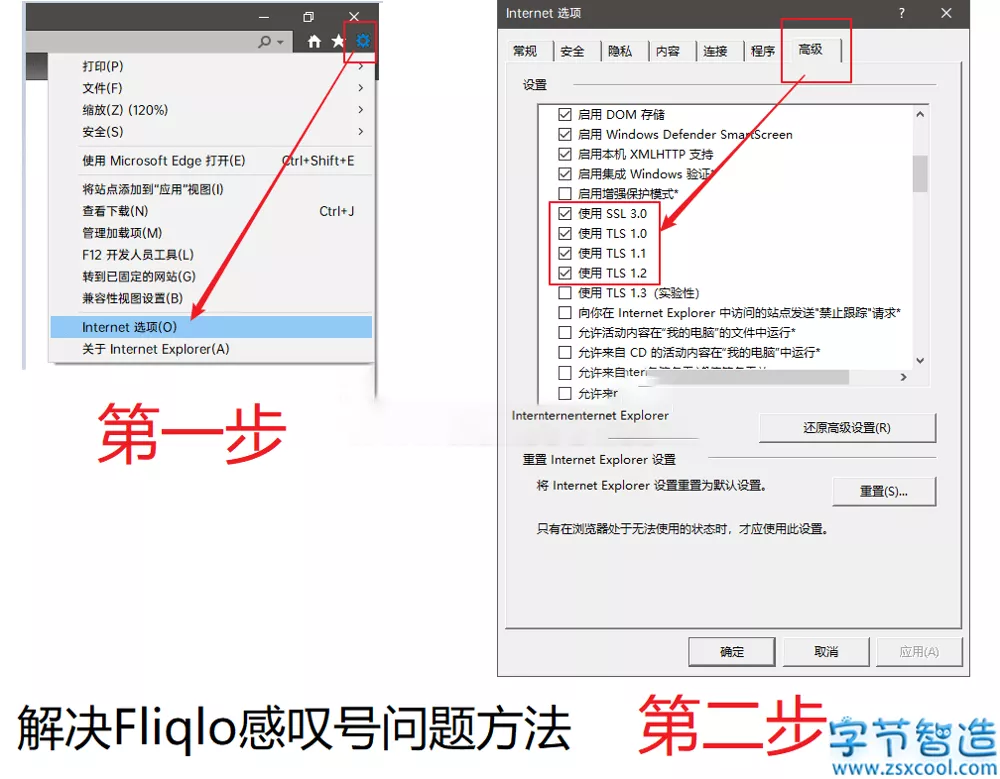 打印(P)
文件(F)
缩放(Z) (120%)
安全(S)
使用 Microsoft Edge 打开(E) Ctrl+Shift+E
将站点添加到“应用”视图(I)
查看下载(N) Ctrl+J
管理加载项(M)
F12 开发人员工具(L)
转到已固定的网站(G)
兼容性视图设置(B)
Internet 选项(O)
关于 Internet Explorer(A)
第一步
Internet 选项
常规 安全 隐私 内容 连接 程序 高级
设置
启用 DOM 存储
启用 Windows Defender SmartScreen
启用本机 XMLHTTP 支持
启用集成 Windows 验证*
启用增强保护模式*
使用 SSL 3.0
使用 TLS 1.0
使用 TLS 1.1
使用 TLS 1.2
使用 TLS 1.3（实验性）
向你在 Internet Explorer 中访问的站点发送“禁止跟踪”请求*
允许活动内容在“我的电脑”的文件中运行*
允许来自 CD 的活动内容在“我的电脑”中运行*
允许来自
允许来
Internternenternet Explorer
还原高级设置(R)
重置 Internet Explorer 设置
将 Internet Explorer 设置重置为默认设置。
重置(S)...
只有在浏览器处于无法使用的状态时，才应使用此设置。
确定 取消 应用(A)
解决Fliqlo感叹号问题方法
第二步
字节智造
www.zsxcool.com